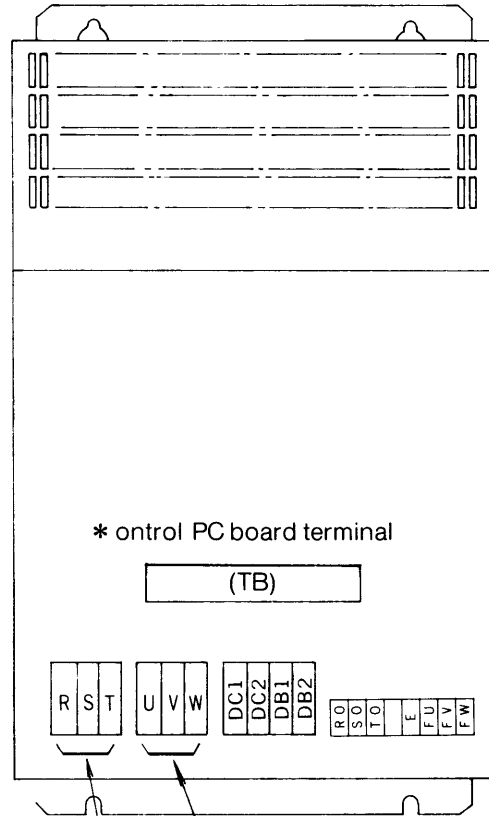 * ontrol PC board terminal
(TB)
R S T U V W DC1 DC2 DB1 DB2 RO SO TO E FU FV FW